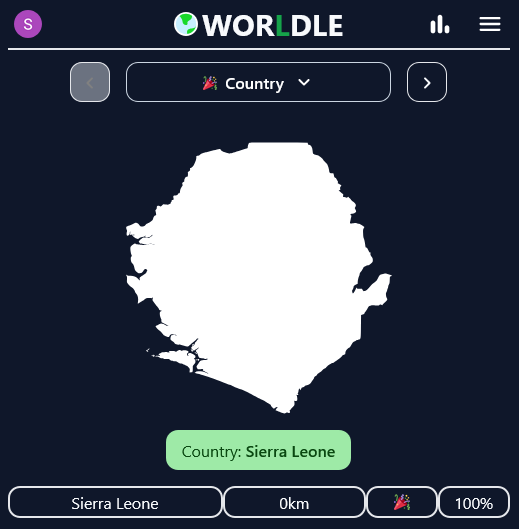 S
WORLDLE
🎉 Country
Country: Sierra Leone
Sierra Leone 0km 🎉 100%